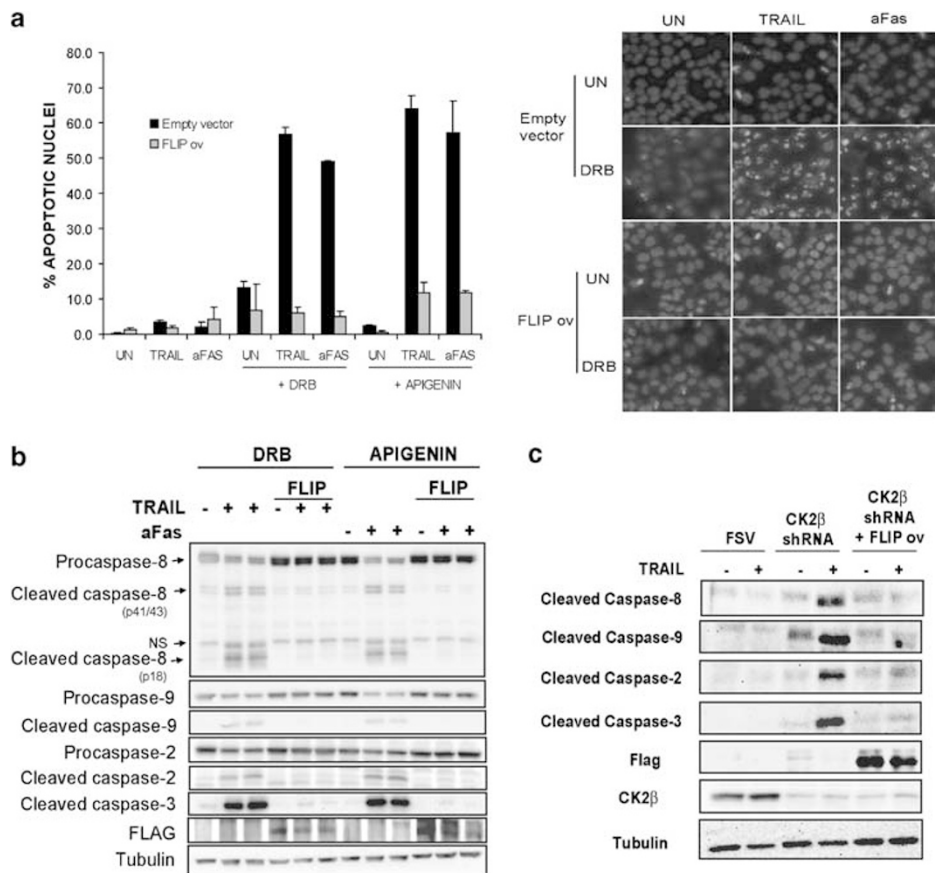 a
80.0
70.0
60.0
50.0
40.0
30.0
20.0
10.0
0.0
% APOPTOTIC NUCLEI
Empty vector
FLIP ov
UN TRAIL aFAS UN TRAIL aFAS UN TRAIL aFAS
+ DRB + APIGENIN
UN TRAIL aFas
UN
Empty vector
DRB
UN
FLIP ov
DRB
b
DRB APIGENIN
FLIP FLIP
TRAIL - + + - + +
aFas - + + - + +
Procaspase-8
Cleaved caspase-8
(p41/43)
NS
Cleaved caspase-8
(p18)
Procaspase-9
Cleaved caspase-9
Procaspase-2
Cleaved caspase-2
Cleaved caspase-3
FLAG
Tubulin
c
FSV CK2β shRNA CK2β shRNA + FLIP ov
TRAIL - + - + - +
Cleaved Caspase-8
Cleaved Caspase-9
Cleaved Caspase-2
Cleaved Caspase-3
Flag
CK2β
Tubulin